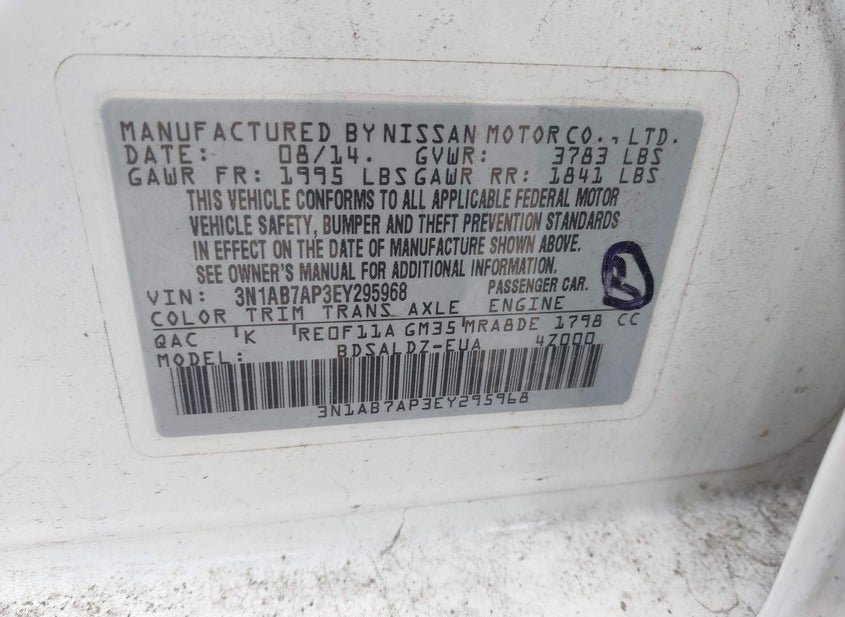 MANUFACTURED BY NISSAN MOTOR CO., LTD.
DATE: 08/14. GVWR: 3783 LBS
GAWR FR: 1995 LBS GAWR RR: 1841 LBS
THIS VEHICLE CONFORMS TO ALL APPLICABLE FEDERAL MOTOR
VEHICLE SAFETY, BUMPER AND THEFT PREVENTION STANDARDS
IN EFFECT ON THE DATE OF MANUFACTURE SHOWN ABOVE.
SEE OWNER'S MANUAL FOR ADDITIONAL INFORMATION.
VIN: 3N1AB7AP3EY295968 PASSENGER CAR.
COLOR TRIM TRANS AXLE ENGINE
QAC K RE0F11A GM35 MRA8DE 1798 CC
MODEL: BDSALDZ-EUA 4Z000
3N1AB7AP3EY295968